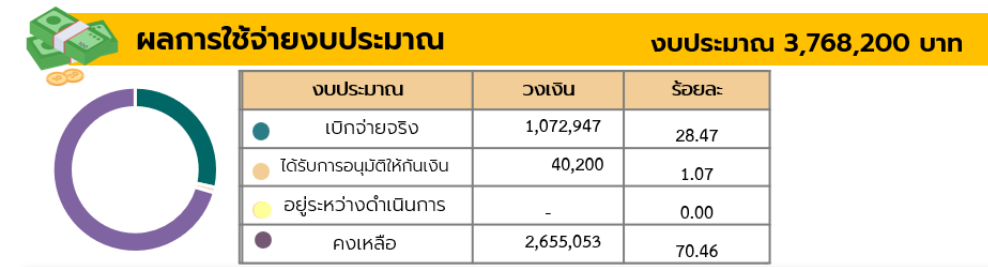 ผลการใช้จ่ายงบประมาณ งบประมาณ 3,768,200 บาท
งบประมาณ วงเงิน ร้อยละ
เบิกจ่ายจริง 1,072,947 28.47
ได้รับการอนุมัติให้กันเงิน 40,200 1.07
อยู่ระหว่างดำเนินการ - 0.00
คงเหลือ 2,655,053 70.46